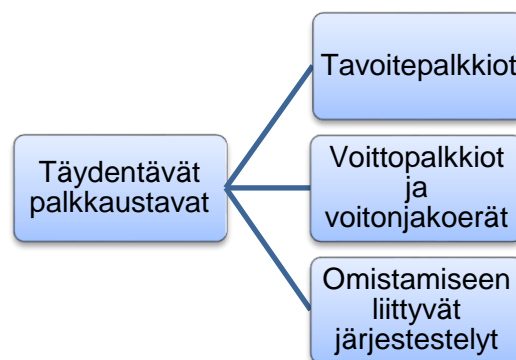 Täydentävät
palkkaustavat
Tavoitepalkkiot
Voittopalkkiot
ja
voitonjakoerät
Omistamiseen
liittyvät
järjestestelyt